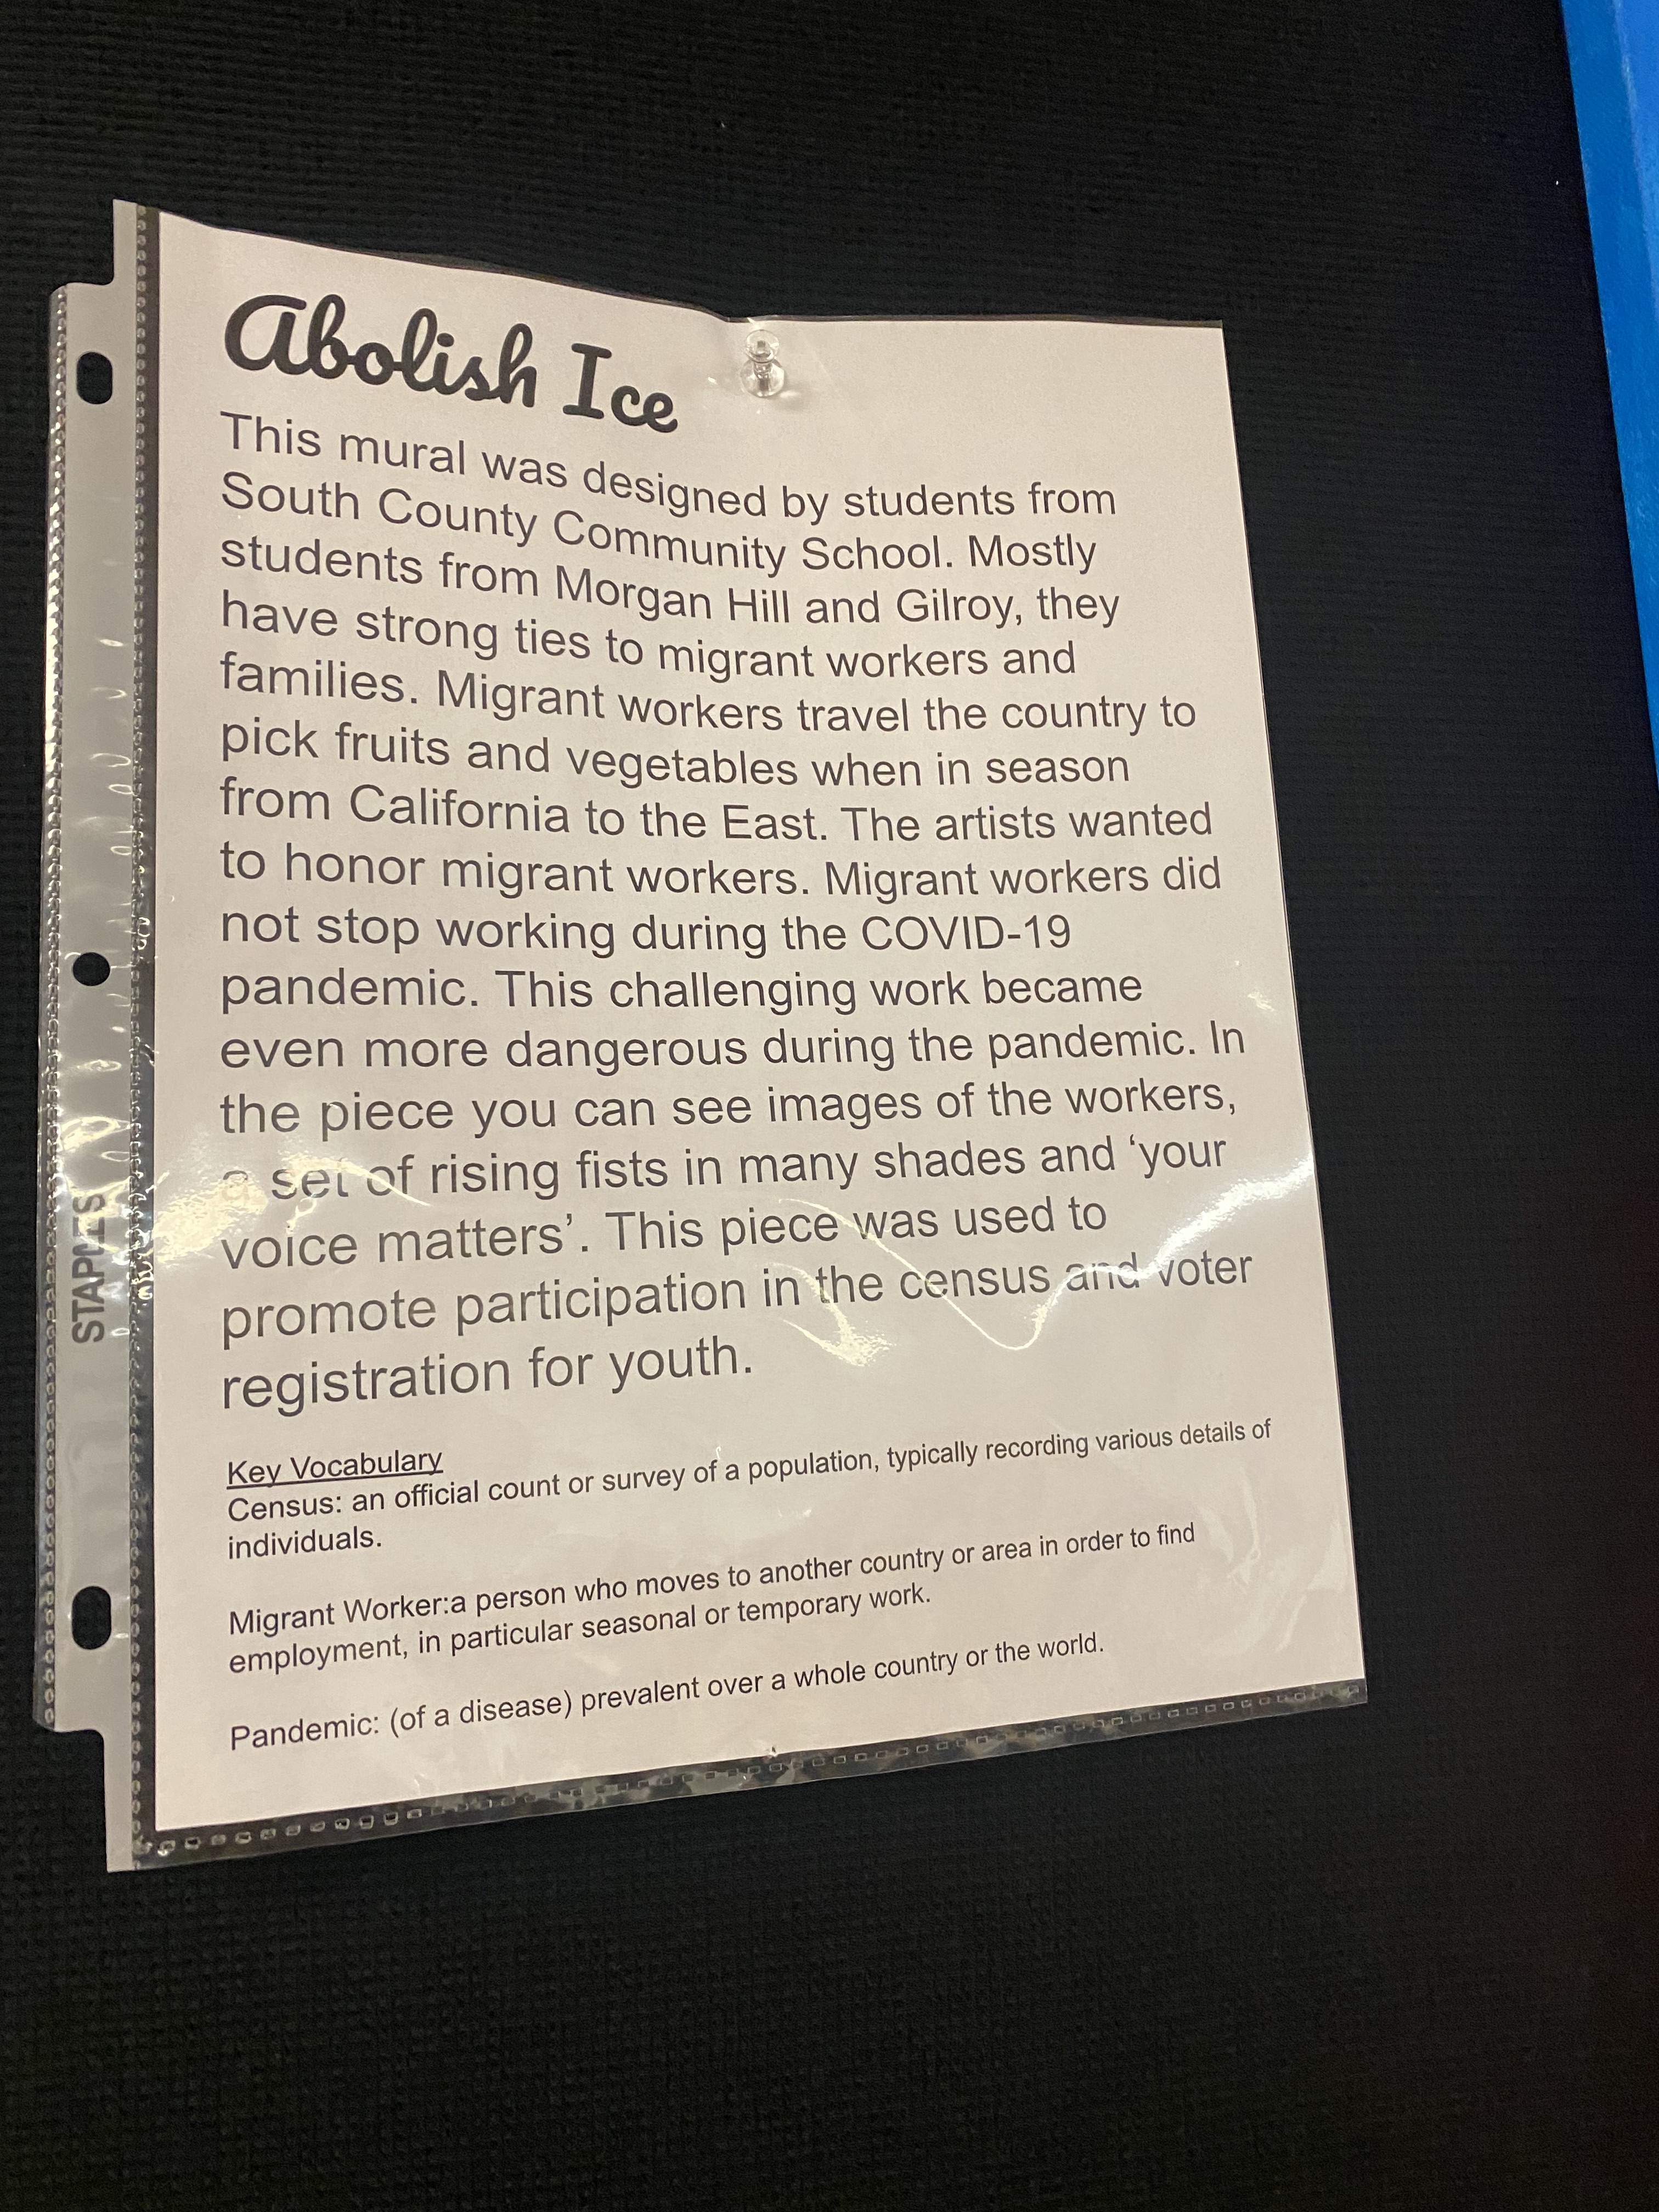 Abolish Ice
This mural was designed by students from
South County Community School. Mostly
students from Morgan Hill and Gilroy, they
have strong ties to migrant workers and
families. Migrant workers travel the country to
pick fruits and vegetables when in season
from California to the East. The artists wanted
to honor migrant workers. Migrant workers did
not stop working during the COVID-19
pandemic. This challenging work became
even more dangerous during the pandemic. In
the piece you can see images of the workers,
a set of rising fists in many shades and ‘your
voice matters’. This piece was used to
promote participation in the census and voter
registration for youth.
Key Vocabulary
Census: an official count or survey of a population, typically recording various details of
individuals.
Migrant Worker:a person who moves to another country or area in order to find
employment, in particular seasonal or temporary work.
Pandemic: (of a disease) prevalent over a whole country or the world.
STAPLES